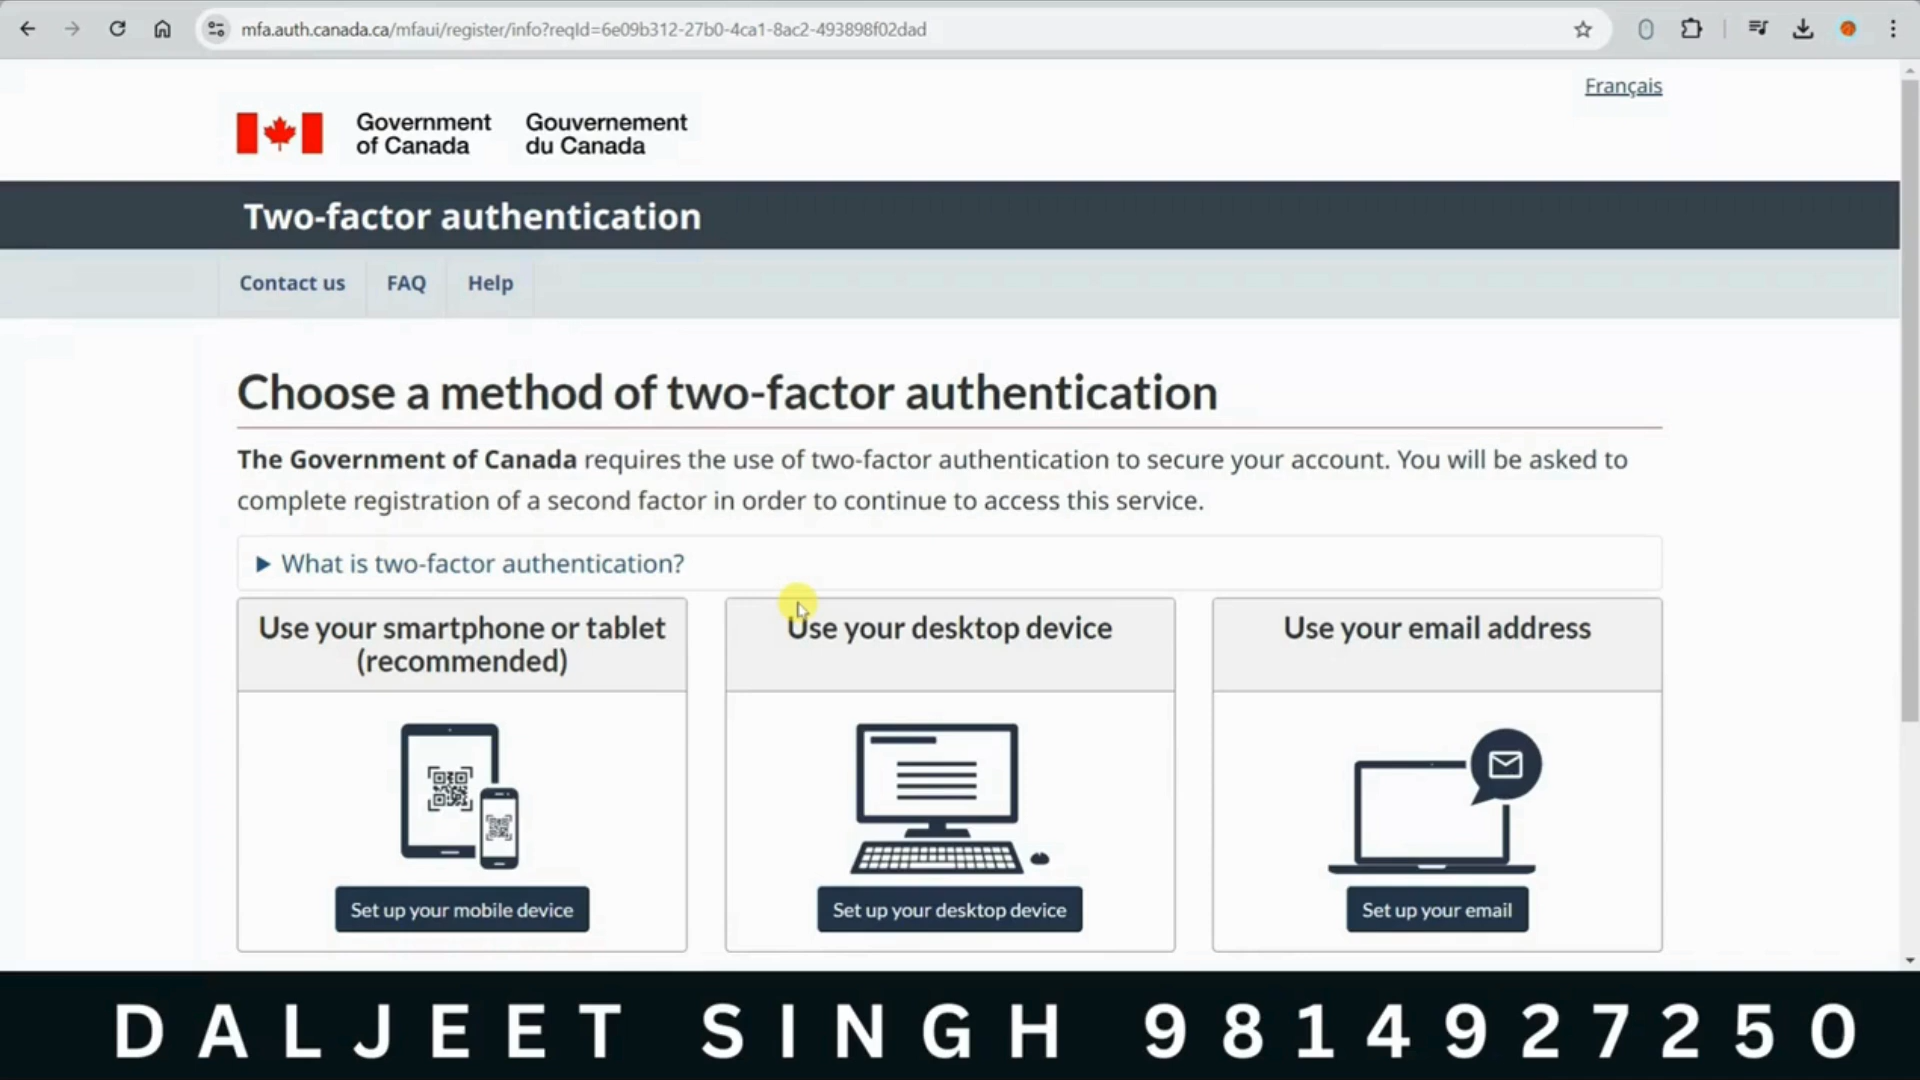 mfa.auth.canada.ca/mfaui/register/info?reqId=6e09b312-27b0-4ca1-8ac2-493898f02dad
Français
Government of Canada
Gouvernement du Canada
Two-factor authentication
Contact us
FAQ
Help
Choose a method of two-factor authentication
The Government of Canada requires the use of two-factor authentication to secure your account. You will be asked to
complete registration of a second factor in order to continue to access this service.
What is two-factor authentication?
Use your smartphone or tablet
(recommended)
Set up your mobile device
Use your desktop device
Set up your desktop device
Use your email address
Set up your email
DALJEET SINGH 9814927250